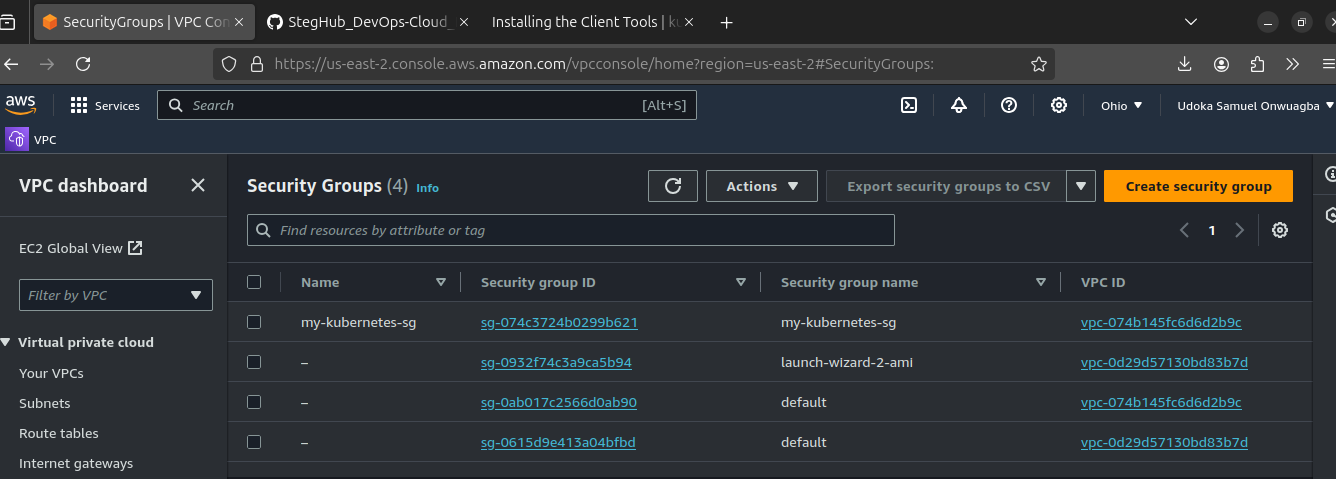 SecurityGroups | VPC Con
StegHub_DevOps-Cloud_
Installing the Client Tools | ku
https://us-east-2.console.aws.amazon.com/vpcconsole/home?region=us-east-2#SecurityGroups:
aws
Services
Search
[Alt+S]
Ohio
Udoka Samuel Onwuagba
VPC
VPC dashboard
EC2 Global View
Filter by VPC
Virtual private cloud
Your VPCs
Subnets
Route tables
Internet gateways
Security Groups (4) Info
Actions
Export security groups to CSV
Create security group
Find resources by attribute or tag
1
Name Security group ID Security group name VPC ID
my-kubernetes-sg sg-074c3724b0299b621 my-kubernetes-sg vpc-074b145fc6d6d2b9c
– sg-0932f74c3a9ca5b94 launch-wizard-2-ami vpc-0d29d57130bd83b7d
– sg-0ab017c2566d0ab90 default vpc-074b145fc6d6d2b9c
– sg-0615d9e413a04bfbd default vpc-0d29d57130bd83b7d